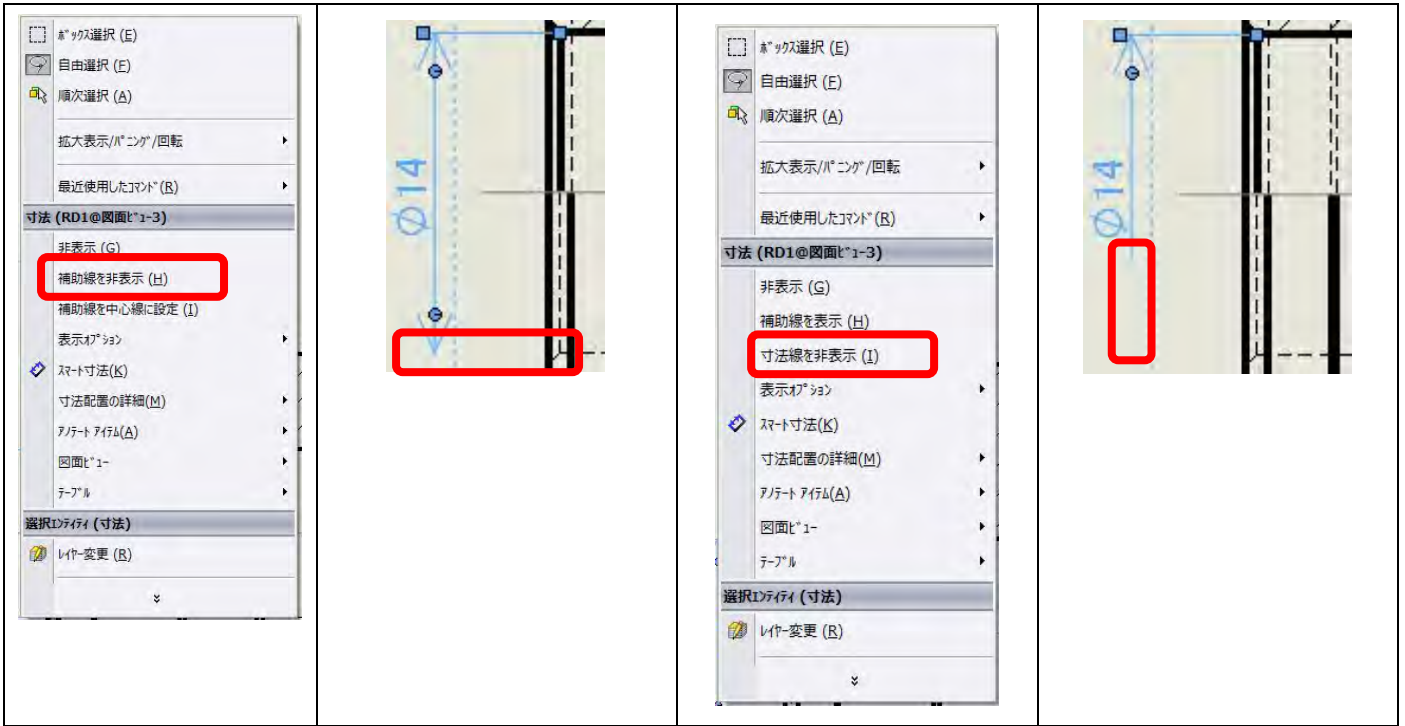 ﾎﾞｯｸｽ選択 (E)
自由選択 (F)
順次選択 (A)
拡大表示/ﾊﾟﾆﾝｸﾞ/回転
最近使用したｺﾏﾝﾄﾞ(R)
寸法 (RD1@図面ﾋﾞｭｰ3)
非表示 (G)
補助線を非表示 (H)
補助線を中心線に設定 (I)
表示ｵﾌﾟｼｮﾝ
ｽﾏｰﾄ寸法(K)
寸法配置の詳細(M)
ｱﾉﾃｰﾄ ｱｲﾃﾑ(A)
図面ﾋﾞｭｰ
ﾃｰﾌﾞﾙ
選択ｴﾝﾃｨﾃｨ (寸法)
ﾚｲﾔｰ変更 (R)
∅14
ﾎﾞｯｸｽ選択 (E)
自由選択 (F)
順次選択 (A)
拡大表示/ﾊﾟﾆﾝｸﾞ/回転
最近使用したｺﾏﾝﾄﾞ(R)
寸法 (RD1@図面ﾋﾞｭｰ3)
非表示 (G)
補助線を表示 (H)
寸法線を非表示 (I)
表示ｵﾌﾟｼｮﾝ
ｽﾏｰﾄ寸法(K)
寸法配置の詳細(M)
ｱﾉﾃｰﾄ ｱｲﾃﾑ(A)
図面ﾋﾞｭｰ
ﾃｰﾌﾞﾙ
選択ｴﾝﾃｨﾃｨ (寸法)
ﾚｲﾔｰ変更 (R)
∅14